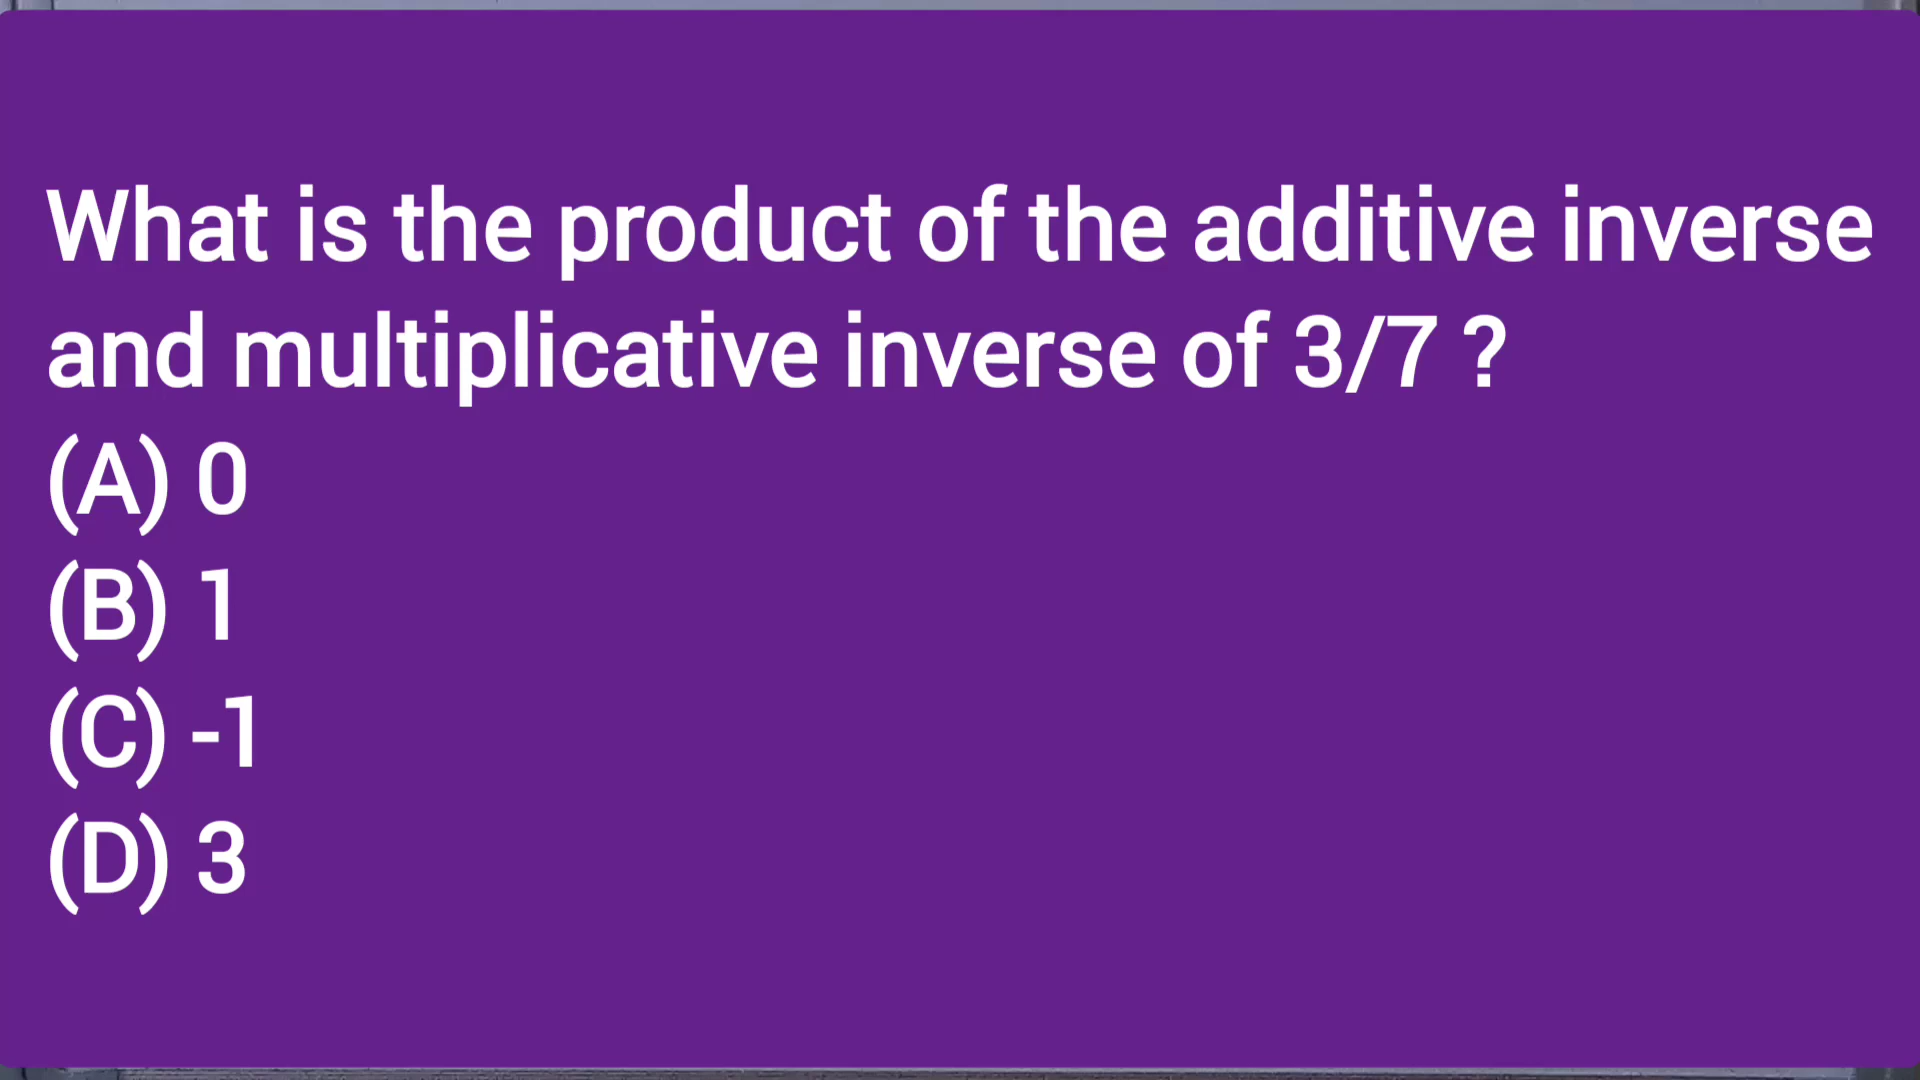 What is the product of the additive inverse
and multiplicative inverse of 3/7 ?
(A) 0
(B) 1
(C) -1
(D) 3